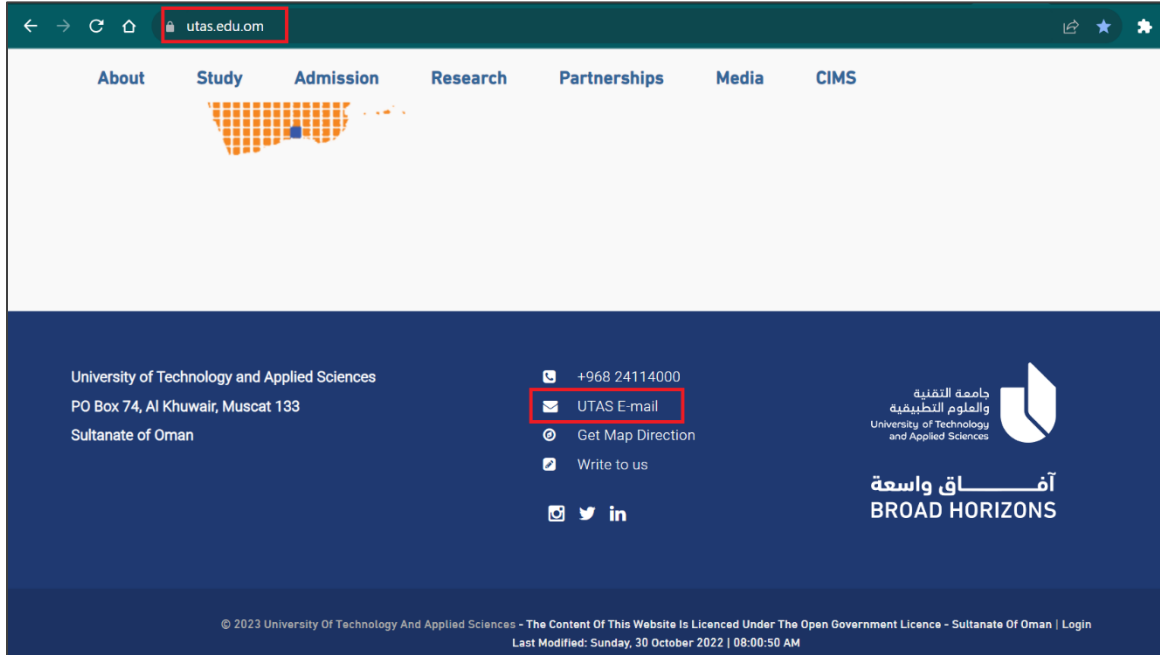 utas.edu.om
About Study Admission Research Partnerships Media CIMS
University of Technology and Applied Sciences
PO Box 74, Al Khuwair, Muscat 133
Sultanate of Oman
+968 24114000
UTAS E-mail
Get Map Direction
Write to us
جامعة التقنية
والعلوم التطبيقية
University of Technology
and Applied Sciences
آفـــــــــاق واسعة
BROAD HORIZONS
© 2023 University Of Technology And Applied Sciences - The Content Of This Website Is Licenced Under The Open Government Licence - Sultanate Of Oman | Login
Last Modified: Sunday, 30 October 2022 | 08:00:50 AM